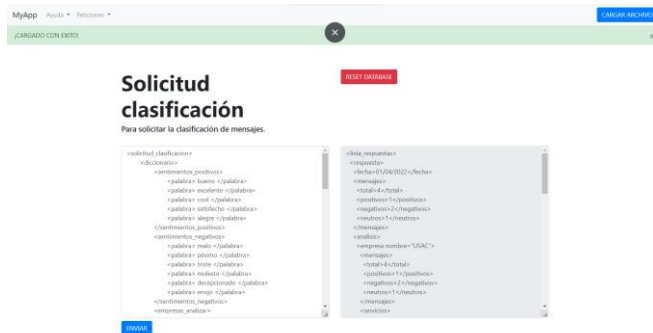 MyApp Ayuda Peticiones CARGAR ARCHIVO
¡CARGADO CON EXITO! ×
Solicitud
clasificación
RESET DATABASE
Para solicitar la clasificación de mensajes.
<solicitud_clasificacion>
<diccionario>
<sentimientos_positivos>
<palabra> bueno </palabra>
<palabra> excelente </palabra>
<palabra> cool </palabra>
<palabra> satisfecho </palabra>
<palabra> alegre </palabra>
</sentimientos_positivos>
<sentimientos_negativos>
<palabra> malo </palabra>
<palabra> pésimo </palabra>
<palabra> triste </palabra>
<palabra> molesto </palabra>
<palabra> decepcionado </palabra>
<palabra> enojo </palabra>
</sentimientos_negativos>
<empresas_analizar>
<lista_respuestas>
<respuesta>
<fecha>01/04/2022</fecha>
<mensajes>
<total>4</total>
<positivos>1</positivos>
<negativos>2</negativos>
<neutros>1</neutros>
</mensajes>
<analisis>
<empresa nombre="USAC">
<mensajes>
<total>4</total>
<positivos>1</positivos>
<negativos>2</negativos>
<neutros>1</neutros>
</mensajes>
<servicios>
ENVIAR